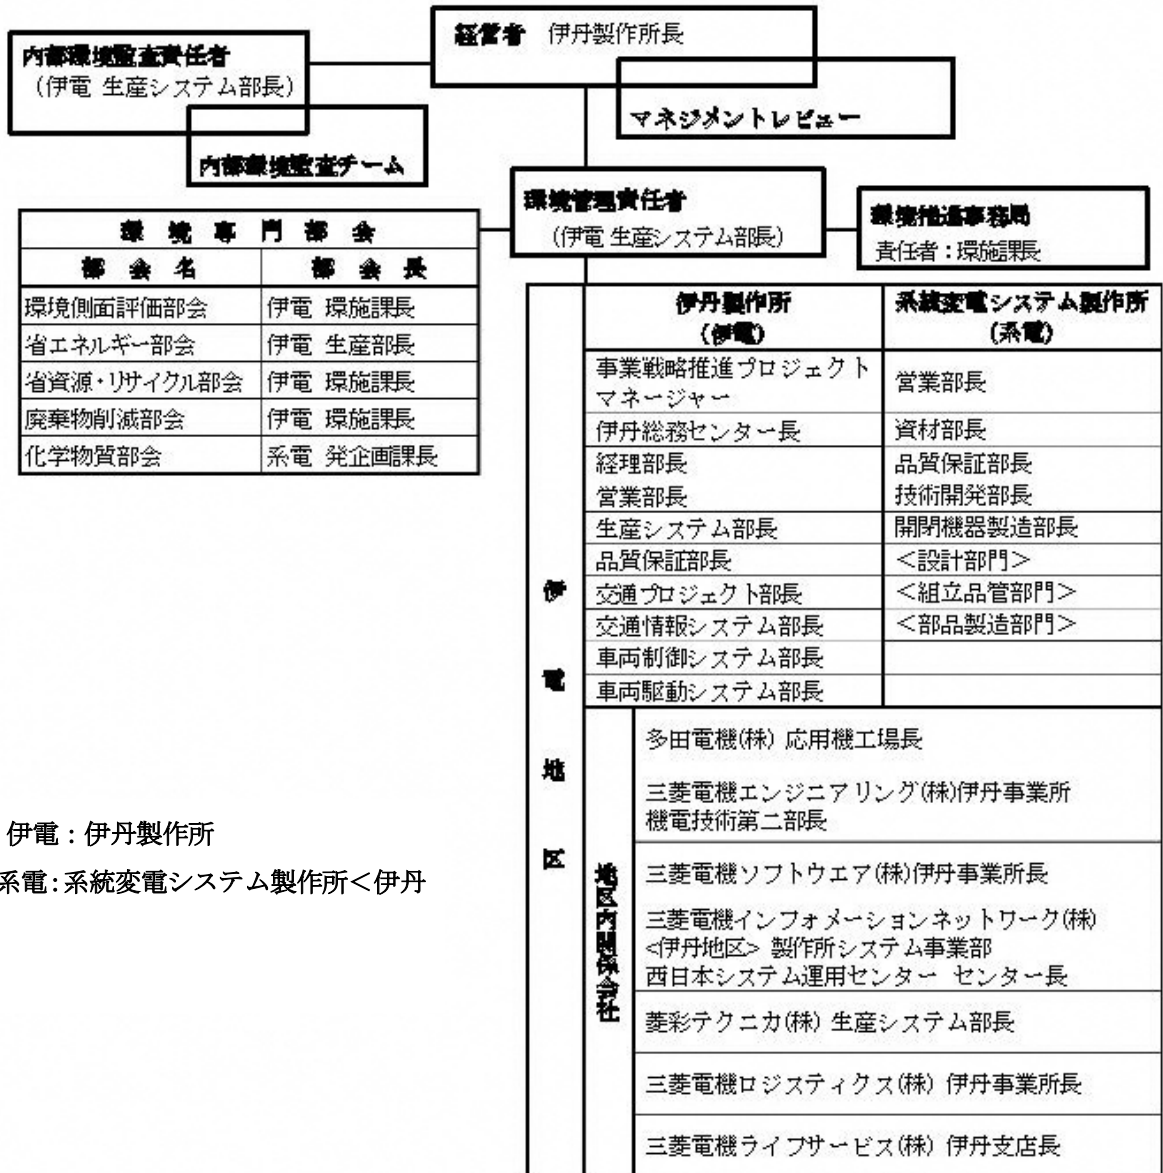 経営者 伊丹製作所長
内部環境監査責任者
(伊電 生産システム部長)
マネジメントレビュー
内部環境監査チーム
環境管理責任者
(伊電 生産システム部長)
環境推進事務局
責任者：環施課長
環 境 専 門 部 会
部 会 名 部 会 長
環境側面評価部会 伊電 環施課長
省エネルギー部会 伊電 生産部長
省資源・リサイクル部会 伊電 環施課長
廃棄物削減部会 伊電 環施課長
化学物質部会 系電 発企画課長
伊電地区
伊丹製作所 系統変電システム製作所
(伊電) (系電)
事業戦略推進プロジェクト
マネージャー 営業部長
伊丹総務センター長 資材部長
経理部長 品質保証部長
営業部長 技術開発部長
生産システム部長 開閉機器製造部長
品質保証部長 ＜設計部門＞
交通プロジェクト部長 ＜組立品管部門＞
交通情報システム部長 ＜部品製造部門＞
車両制御システム部長
車両駆動システム部長
地区内関係会社
多田電機(株) 応用機工場長
三菱電機エンジニアリング(株)伊丹事業所
機電技術第二部長
三菱電機ソフトウエア(株)伊丹事業所長
三菱電機インフォメーションネットワーク(株)
<伊丹地区> 製作所システム事業部
西日本システム運用センター センター長
菱彩テクニカ(株) 生産システム部長
三菱電機ロジスティクス(株) 伊丹事業所長
三菱電機ライフサービス(株) 伊丹支店長
伊電：伊丹製作所
系電：系統変電システム製作所＜伊丹